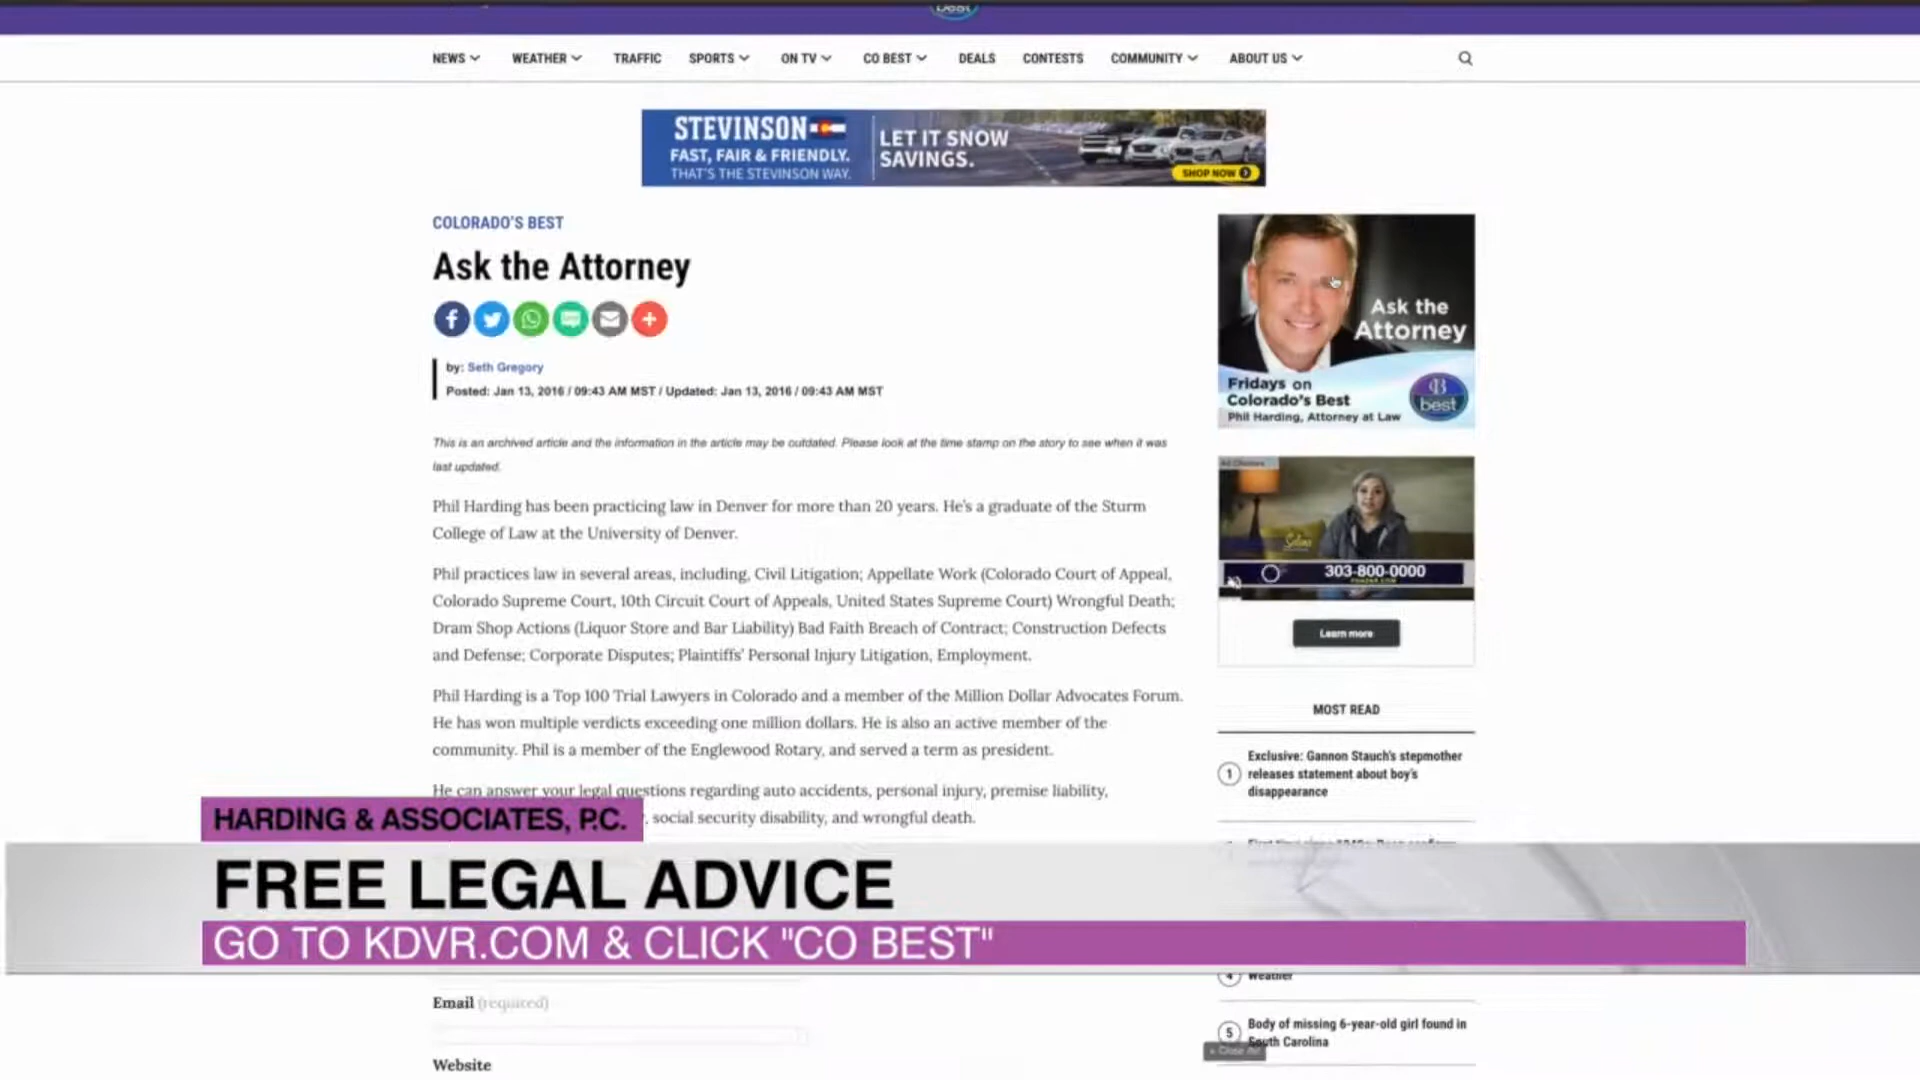 best
NEWS
WEATHER
TRAFFIC
SPORTS
ON TV
CO BEST
DEALS
CONTESTS
COMMUNITY
ABOUT US
STEVINSON
FAST, FAIR & FRIENDLY.
THAT'S THE STEVINSON WAY.
LET IT SNOW
SAVINGS.
SHOP NOW
COLORADO'S BEST
Ask the Attorney
by: Seth Gregory
Posted: Jan 13, 2016 / 09:43 AM MST / Updated: Jan 13, 2016 / 09:43 AM MST
This is an archived article and the information in the article may be outdated. Please look at the time stamp on the story to see when it was
last updated.
Phil Harding has been practicing law in Denver for more than 20 years. He's a graduate of the Sturm
College of Law at the University of Denver.
Phil practices law in several areas, including, Civil Litigation; Appellate Work (Colorado Court of Appeal,
Colorado Supreme Court, 10th Circuit Court of Appeals, United States Supreme Court) Wrongful Death;
Dram Shop Actions (Liquor Store and Bar Liability) Bad Faith Breach of Contract; Construction Defects
and Defense; Corporate Disputes; Plaintiffs' Personal Injury Litigation, Employment.
Phil Harding is a Top 100 Trial Lawyers in Colorado and a member of the Million Dollar Advocates Forum.
He has won multiple verdicts exceeding one million dollars. He is also an active member of the
community. Phil is a member of the Englewood Rotary, and served a term as president.
He can answer your legal questions regarding auto accidents, personal injury, premise liability,
, social security disability, and wrongful death.
Ask the
Attorney
Fridays on
Colorado's Best
Phil Harding, Attorney at Law
B
best
Ad Choices
303-800-0000
Learn more
MOST READ
1
Exclusive: Gannon Stauch's stepmother
releases statement about boy's
disappearance
HARDING & ASSOCIATES, P.C.
FREE LEGAL ADVICE
GO TO KDVR.COM & CLICK "CO BEST"
4 Weather
5
Body of missing 6-year-old girl found in
South Carolina
Email (required)
Website